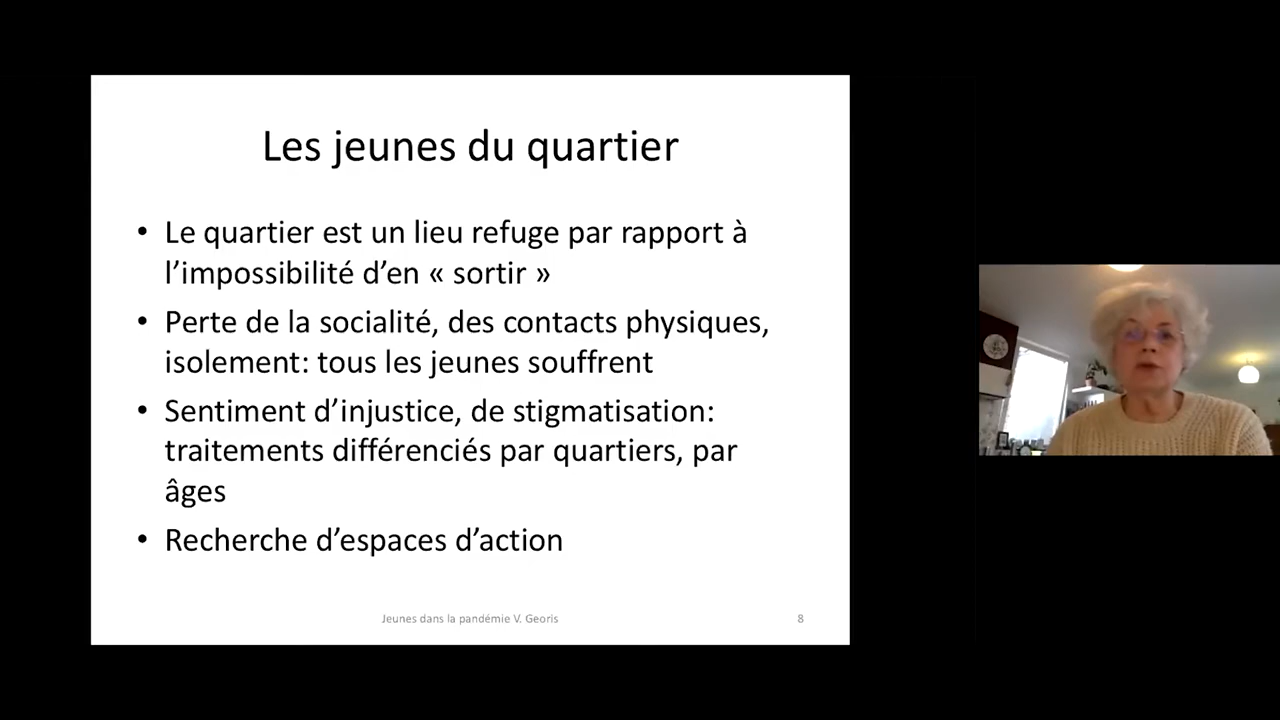 Les jeunes du quartier
• Le quartier est un lieu refuge par rapport à
l’impossibilité d’en « sortir »
• Perte de la socialité, des contacts physiques,
isolement: tous les jeunes souffrent
• Sentiment d’injustice, de stigmatisation:
traitements différenciés par quartiers, par
âges
• Recherche d’espaces d’action
Jeunes dans la pandémie V. Georis
8